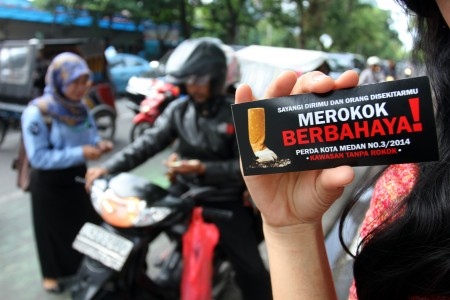 SAYANGI DIRIMU DAN ORANG DISEKITARMU
MEROKOK
BERBAHAYA!
PERDA KOTA MEDAN NO.3/2014
- KAWASAN TANPA ROKOK -